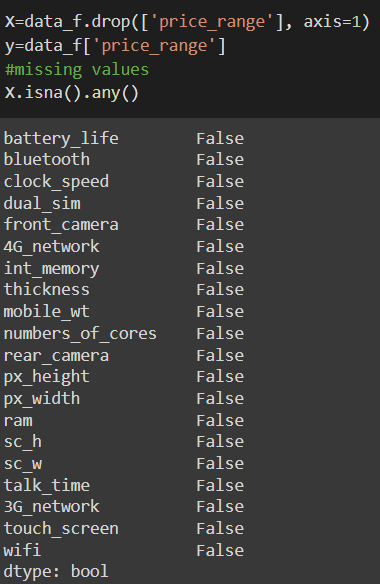 X=data_f.drop(['price_range'], axis=1)
y=data_f['price_range']
#missing values
X.isna().any()
battery_life False
bluetooth False
clock_speed False
dual_sim False
front_camera False
4G_network False
int_memory False
thickness False
mobile_wt False
numbers_of_cores False
rear_camera False
px_height False
px_width False
ram False
sc_h False
sc_w False
talk_time False
3G_network False
touch_screen False
wifi False
dtype: bool